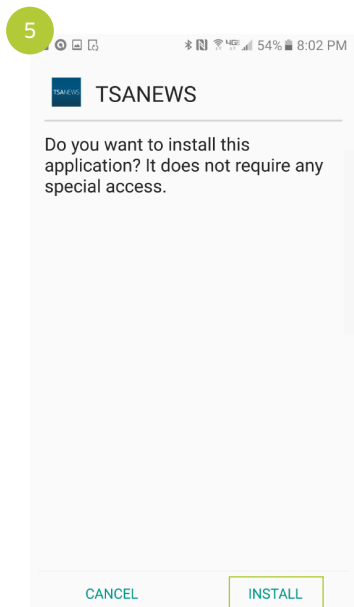 5
4G 54% 8:02 PM
TSANEWS TSANEWS
Do you want to install this
application? It does not require any
special access.
CANCEL INSTALL